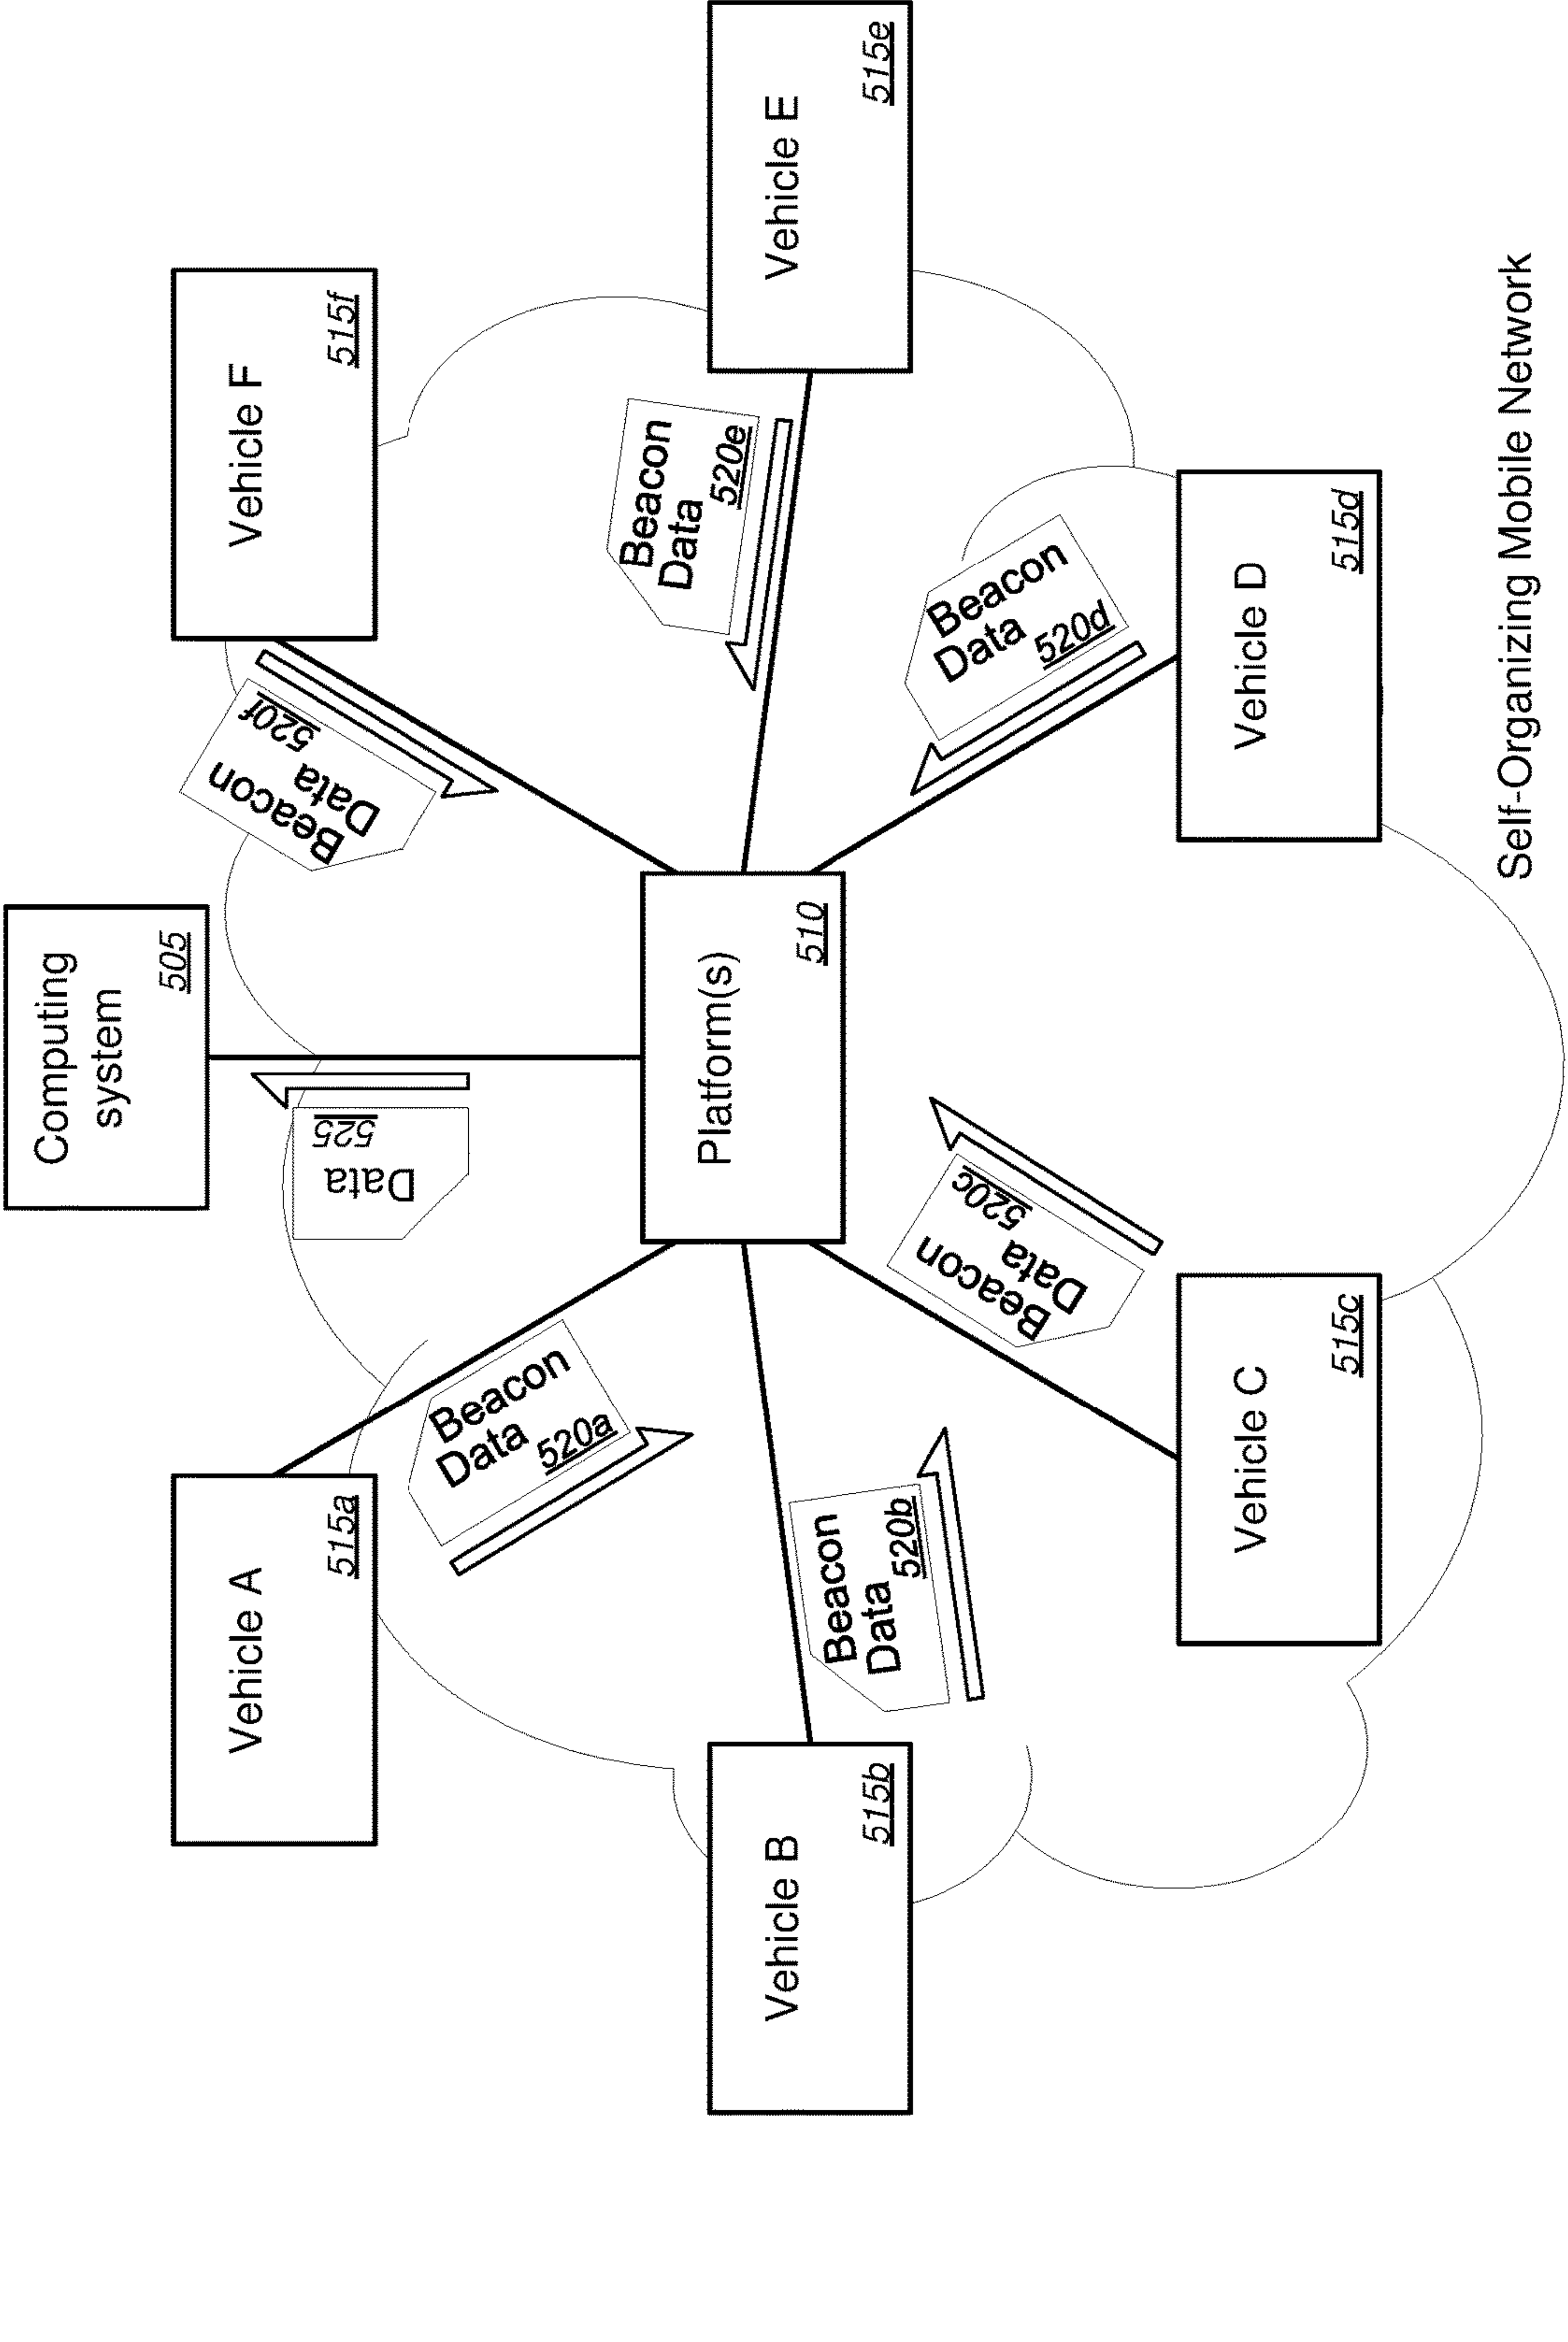 Computing
system
505
Vehicle A
515a
Vehicle F
515f
Data
525
Beacon
Data
520a
Beacon
Data
520f
Vehicle B
515b
Beacon
Data
520b
Platform(s)
510
Beacon
Data
520e
Vehicle E
515e
Beacon
Data
520c
Beacon
Data
520d
Vehicle C
515c
Vehicle D
515d
Self-Organizing Mobile Network